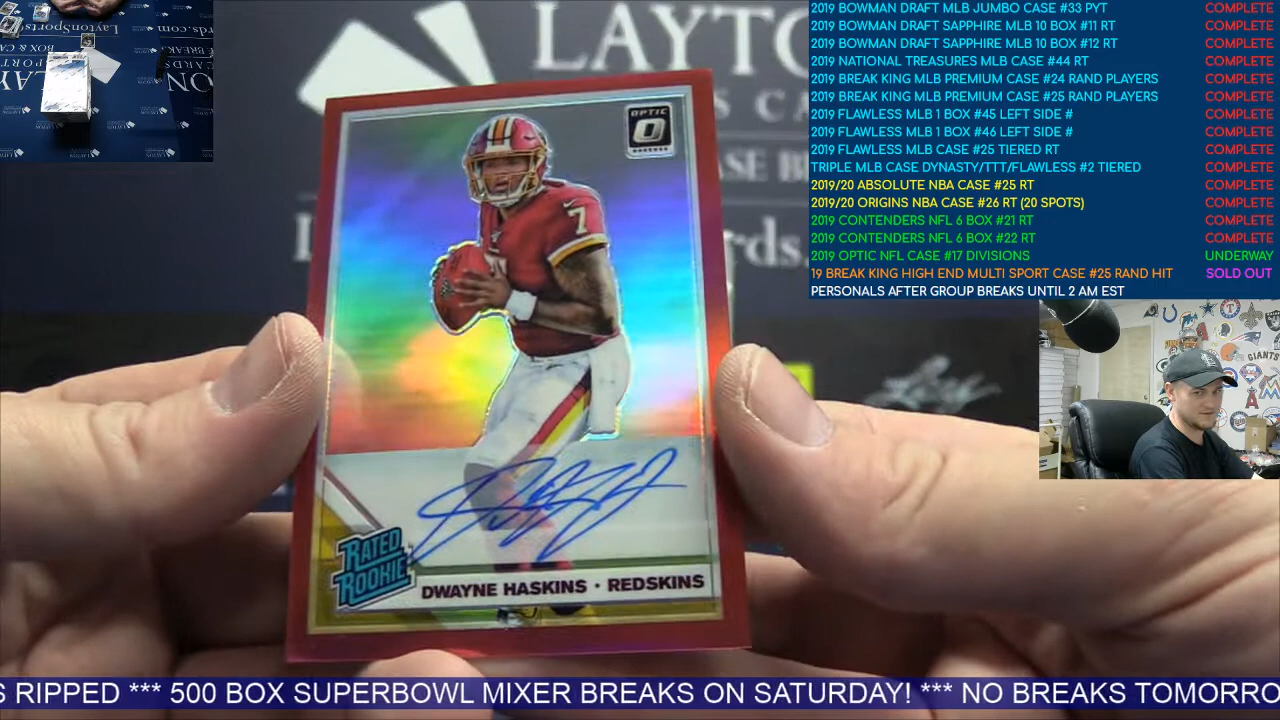 2019 BOWMAN DRAFT MLB JUMBO CASE #33 PYT COMPLETE
2019 BOWMAN DRAFT SAPPHIRE MLB 10 BOX #11 RT COMPLETE
2019 BOWMAN DRAFT SAPPHIRE MLB 10 BOX #12 RT COMPLETE
2019 NATIONAL TREASURES MLB CASE #44 RT COMPLETE
2019 BREAK KING MLB PREMIUM CASE #24 RAND PLAYERS COMPLETE
2019 BREAK KING MLB PREMIUM CASE #25 RAND PLAYERS COMPLETE
2019 FLAWLESS MLB 1 BOX #45 LEFT SIDE # COMPLETE
2019 FLAWLESS MLB 1 BOX #46 LEFT SIDE # COMPLETE
2019 FLAWLESS MLB CASE #25 TIERED RT COMPLETE
TRIPLE MLB CASE DYNASTY/TTT/FLAWLESS #2 TIERED COMPLETE
2019/20 ABSOLUTE NBA CASE #25 RT COMPLETE
2019/20 ORIGINS NBA CASE #26 RT (20 SPOTS) COMPLETE
2019 CONTENDERS NFL 6 BOX #21 RT COMPLETE
2019 CONTENDERS NFL 6 BOX #22 RT COMPLETE
2019 OPTIC NFL CASE #17 DIVISIONS UNDERWAY
19 BREAK KING HIGH END MULTI SPORT CASE #25 RAND HIT SOLD OUT
PERSONALS AFTER GROUP BREAKS UNTIL 2 AM EST
LAYTO
S CA
ASE B
rds.
OPTIC
7
RATED
ROOKIE
DWAYNE HASKINS · REDSKINS
GIANTS
S RIPPED *** 500 BOX SUPERBOWL MIXER BREAKS ON SATURDAY! *** NO BREAKS TOMORRO